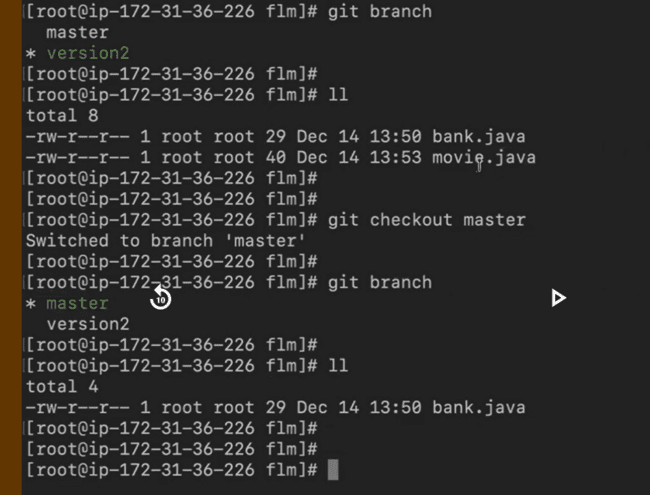 [root@ip-172-31-36-226 flm]# git branch
  master
* version2
[root@ip-172-31-36-226 flm]#
[root@ip-172-31-36-226 flm]# ll
total 8
-rw-r--r-- 1 root root 29 Dec 14 13:50 bank.java
-rw-r--r-- 1 root root 40 Dec 14 13:53 movie.java
[root@ip-172-31-36-226 flm]#
[root@ip-172-31-36-226 flm]#
[root@ip-172-31-36-226 flm]# git checkout master
Switched to branch 'master'
[root@ip-172-31-36-226 flm]#
[root@ip-172-31-36-226 flm]# git branch
* master
10
  version2
[root@ip-172-31-36-226 flm]#
[root@ip-172-31-36-226 flm]# ll
total 4
-rw-r--r-- 1 root root 29 Dec 14 13:50 bank.java
[root@ip-172-31-36-226 flm]#
[root@ip-172-31-36-226 flm]#
[root@ip-172-31-36-226 flm]#